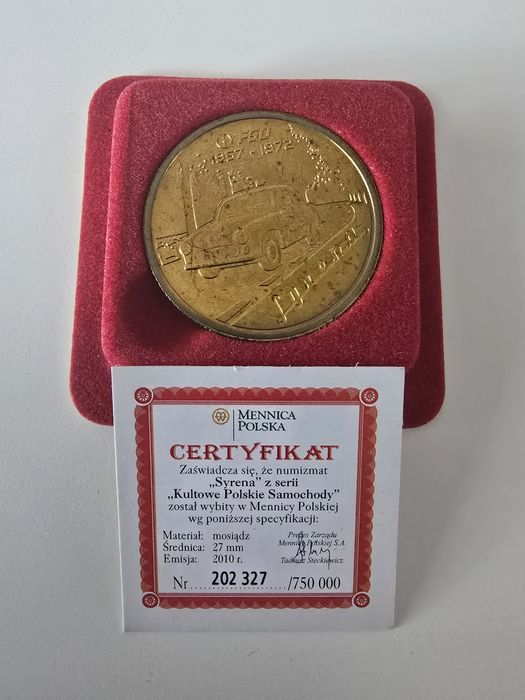 FSO
1957-1972
Syrena
MENNICA
POLSKA
CERTYFIKAT
Zaświadcza się, że numizmat
„Syrena” z serii
„Kultowe Polskie Samochody”
został wybity w Mennicy Polskiej
wg poniższej specyfikacji:
Materiał: mosiądz
Średnica: 27 mm
Emisja: 2010 r.
Prezes Zarządu
Mennicy Polskiej S.A.
Tadeusz Steckiewicz
Nr 202 327 /750 000